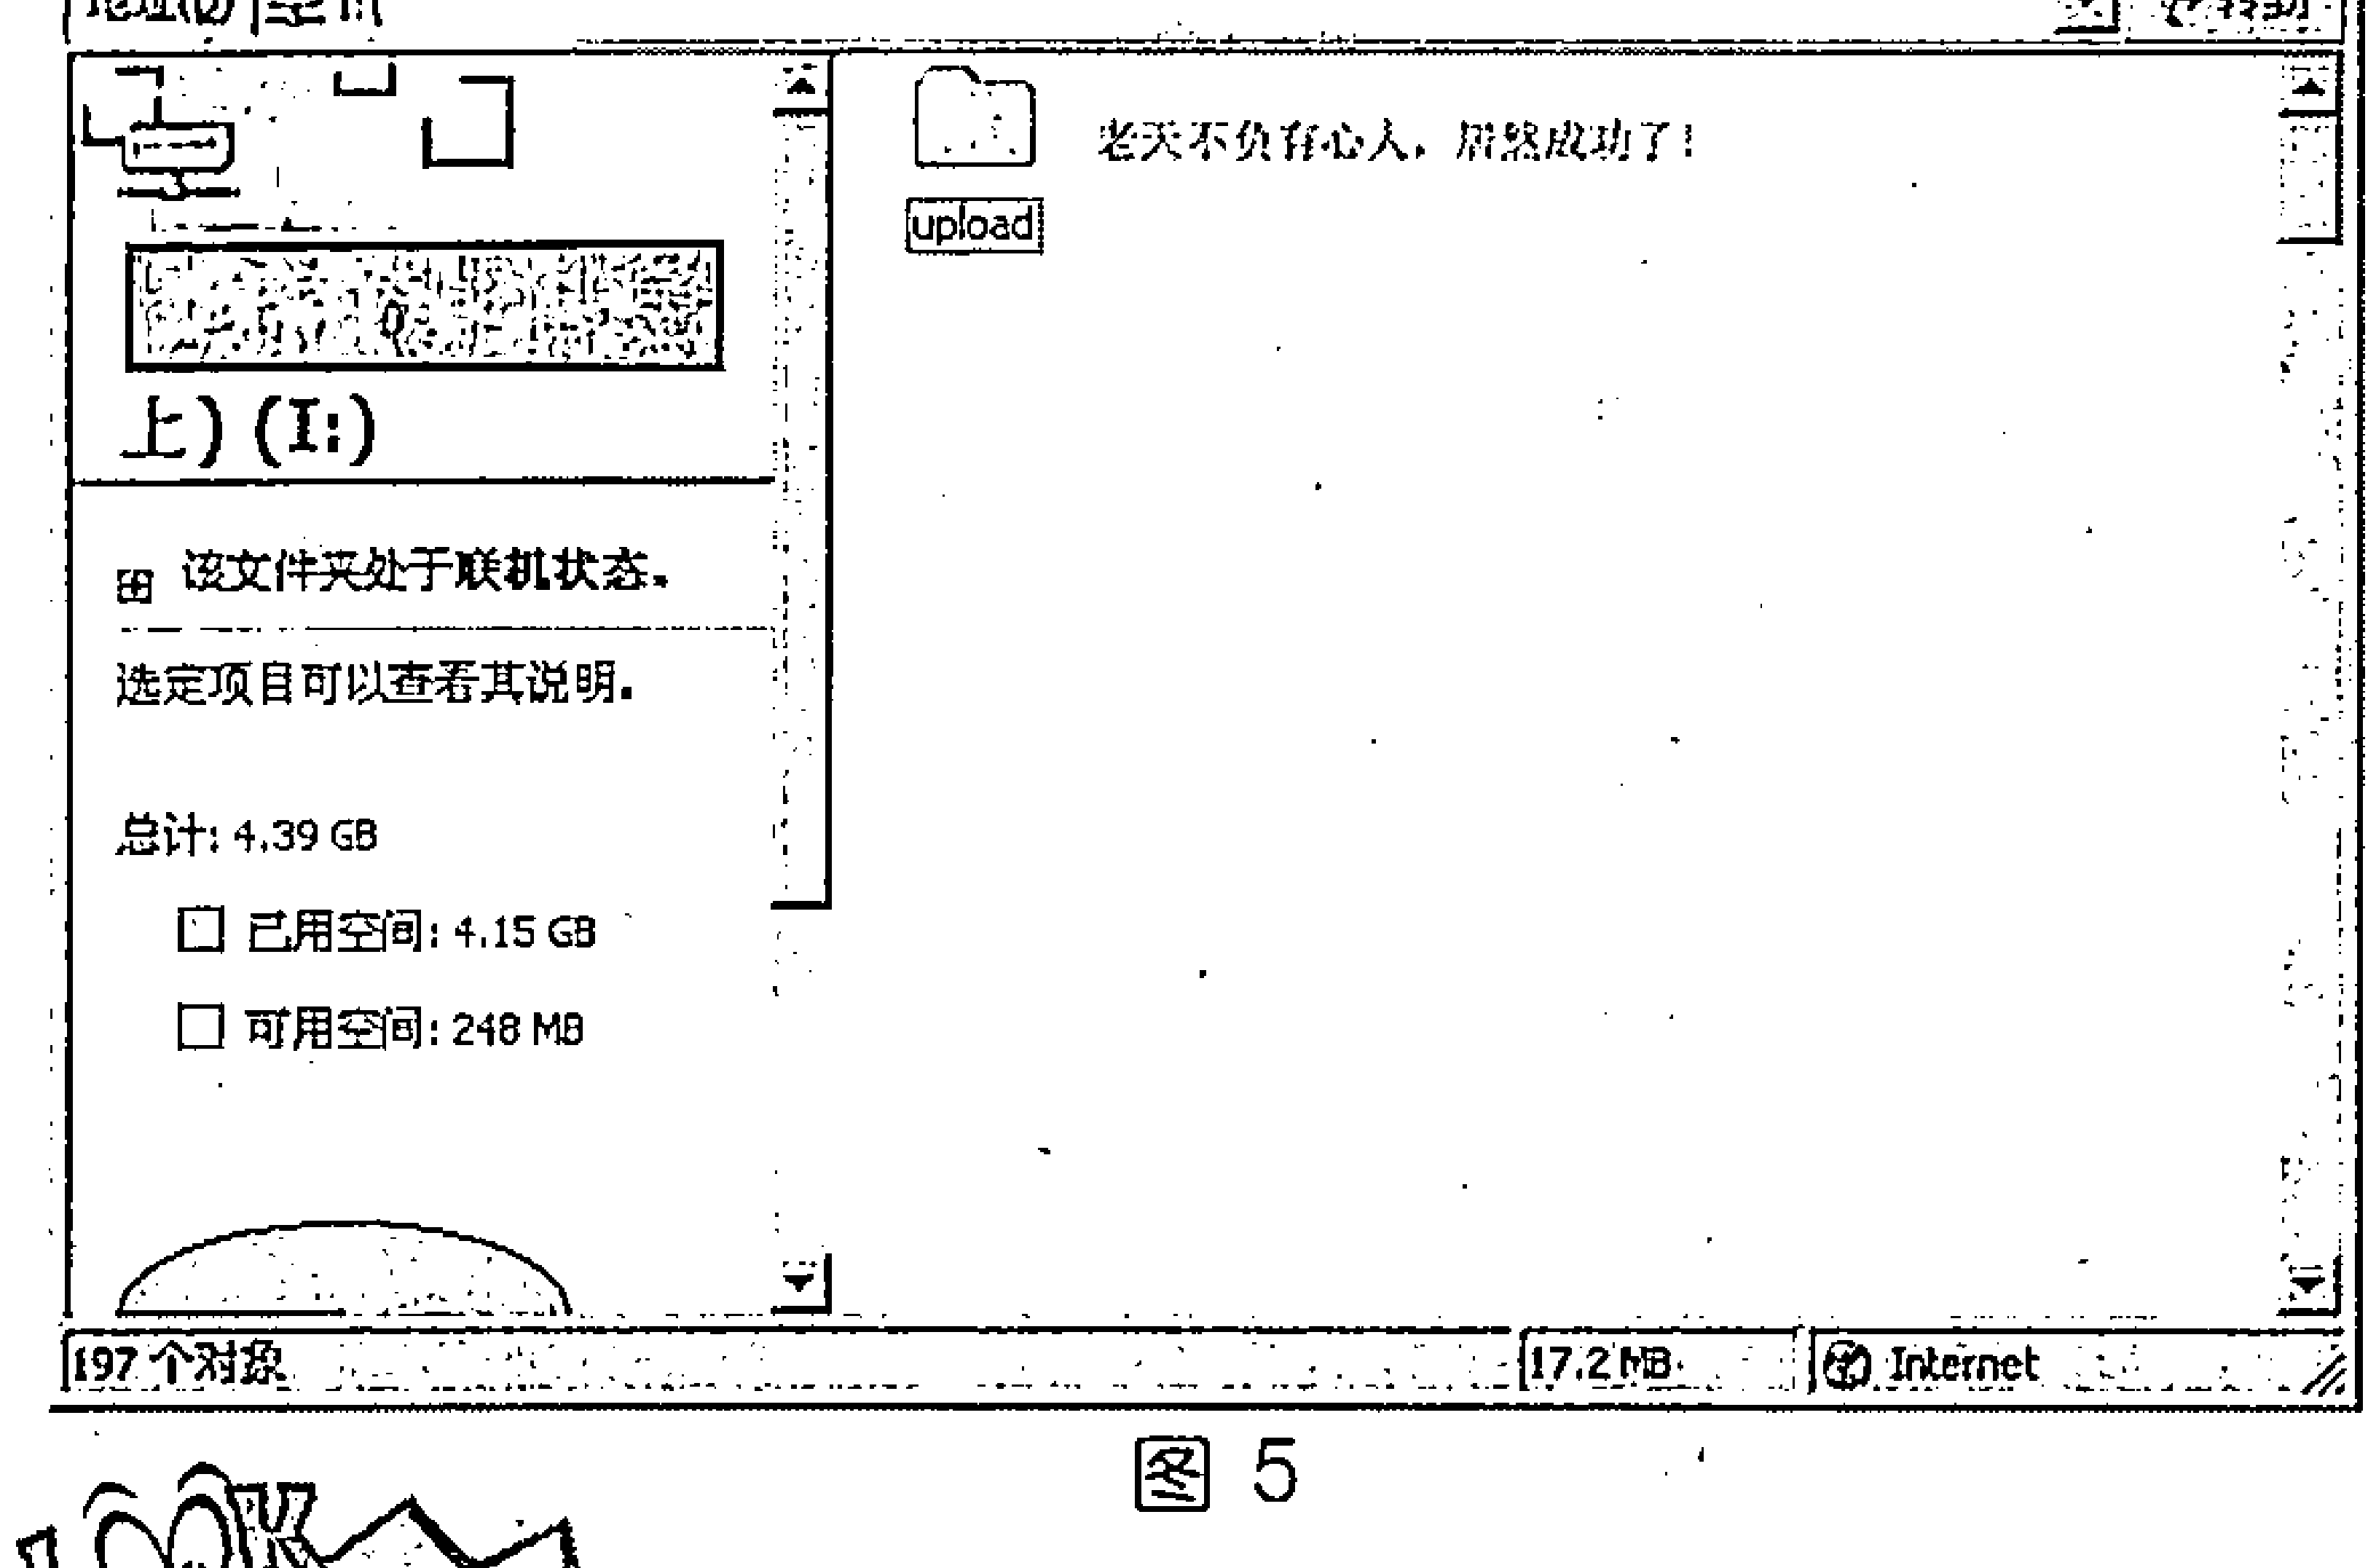 老天不负有心人，居然成功了！
upload
上) (I:)
该文件夹处于联机状态。
选定项目可以查看其说明。
总计: 4.39 GB
已用空间: 4.15 GB
可用空间: 248 MB
197 个对象
17.2 MB
Internet
图 5